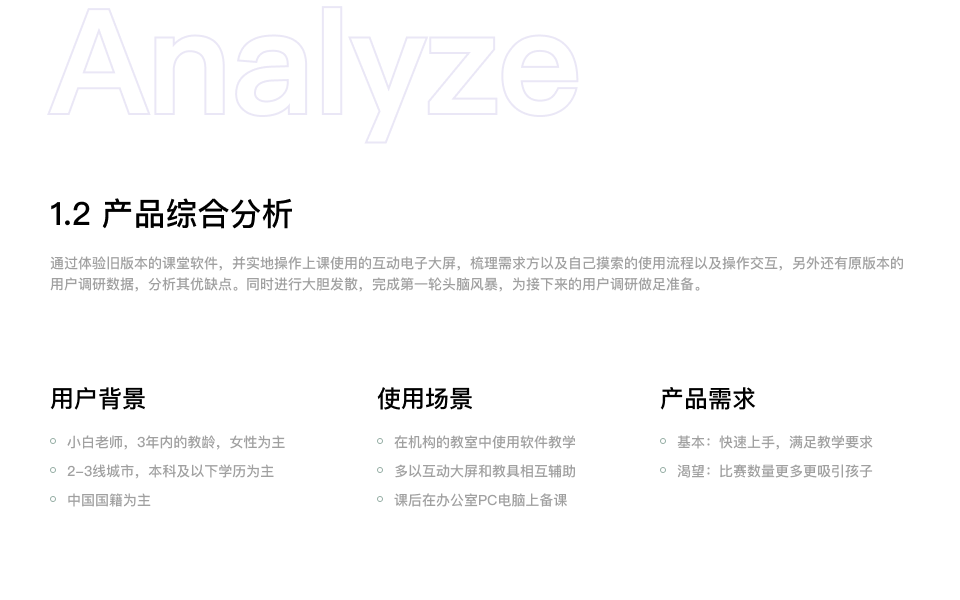 Analyze
1.2 产品综合分析
通过体验旧版本的课堂软件，并实地操作上课使用的互动电子大屏，梳理需求方以及自己摸索的使用流程以及操作交互，另外还有原版本的
用户调研数据，分析其优缺点。同时进行大胆发散，完成第一轮头脑风暴，为接下来的用户调研做足准备。
用户背景
小白老师，3年内的教龄，女性为主
2-3线城市，本科及以下学历为主
中国国籍为主
使用场景
在机构的教室中使用软件教学
多以互动大屏和教具相互辅助
课后在办公室PC电脑上备课
产品需求
基本：快速上手，满足教学要求
渴望：比赛数量更多更吸引孩子